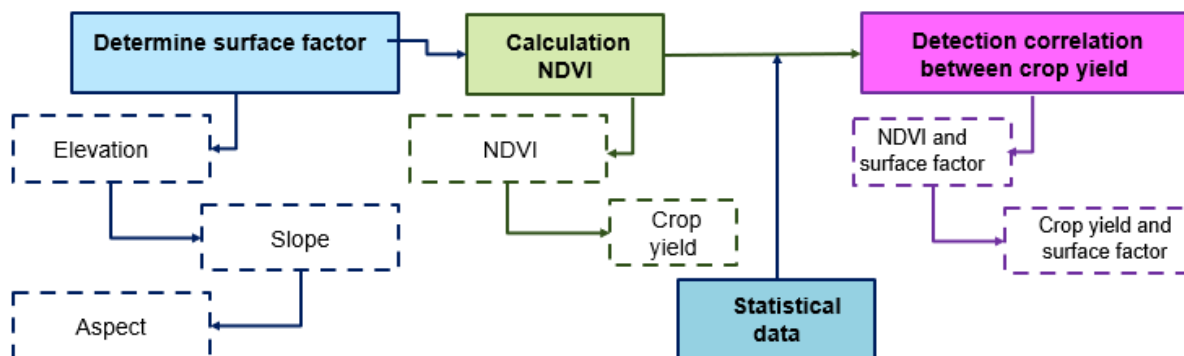 Determine surface factor
Calculation
NDVI
Detection correlation
between crop yield
Elevation
Slope
Aspect
NDVI
Crop
yield
Statistical
data
NDVI and
surface factor
Crop yield and
surface factor